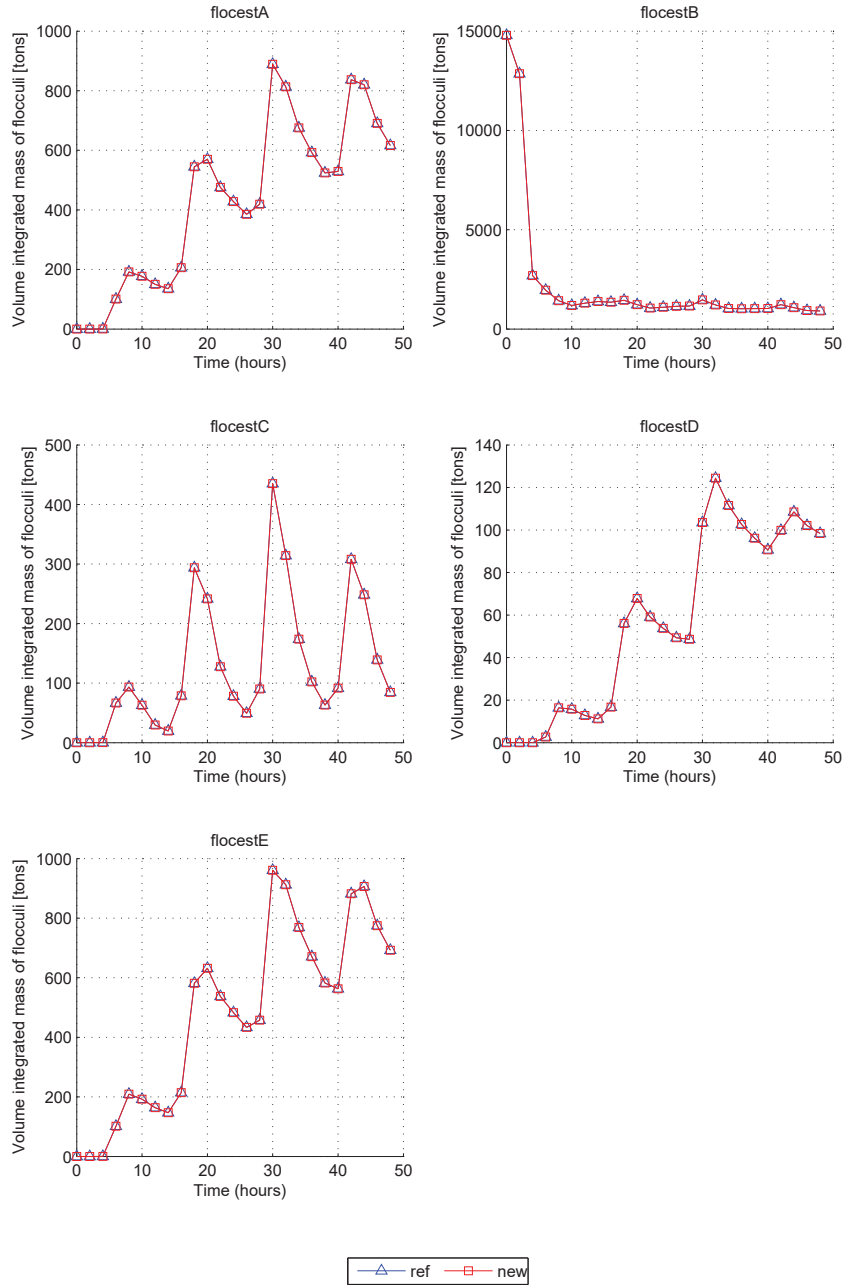 flocestA
Volume integrated mass of flocculi [tons]
1000
800
600
400
200
0
0 10 20 30 40 50
Time (hours)
flocestB
Volume integrated mass of flocculi [tons]
15000
10000
5000
0
0 10 20 30 40 50
Time (hours)
flocestC
Volume integrated mass of flocculi [tons]
500
400
300
200
100
0
0 10 20 30 40 50
Time (hours)
flocestD
Volume integrated mass of flocculi [tons]
140
120
100
80
60
40
20
0
0 10 20 30 40 50
Time (hours)
flocestE
Volume integrated mass of flocculi [tons]
1000
800
600
400
200
0
0 10 20 30 40 50
Time (hours)
ref new